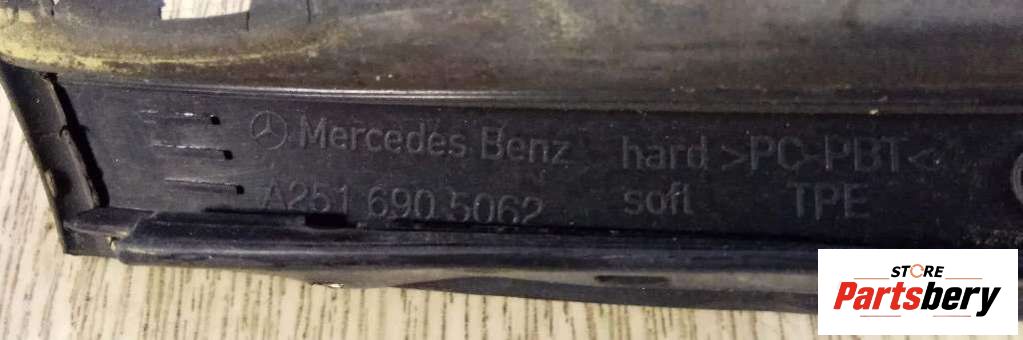 Mercedes Benz hard >PC-PBT<
A251 690 5062 soft TPE
STORE
Partsbery